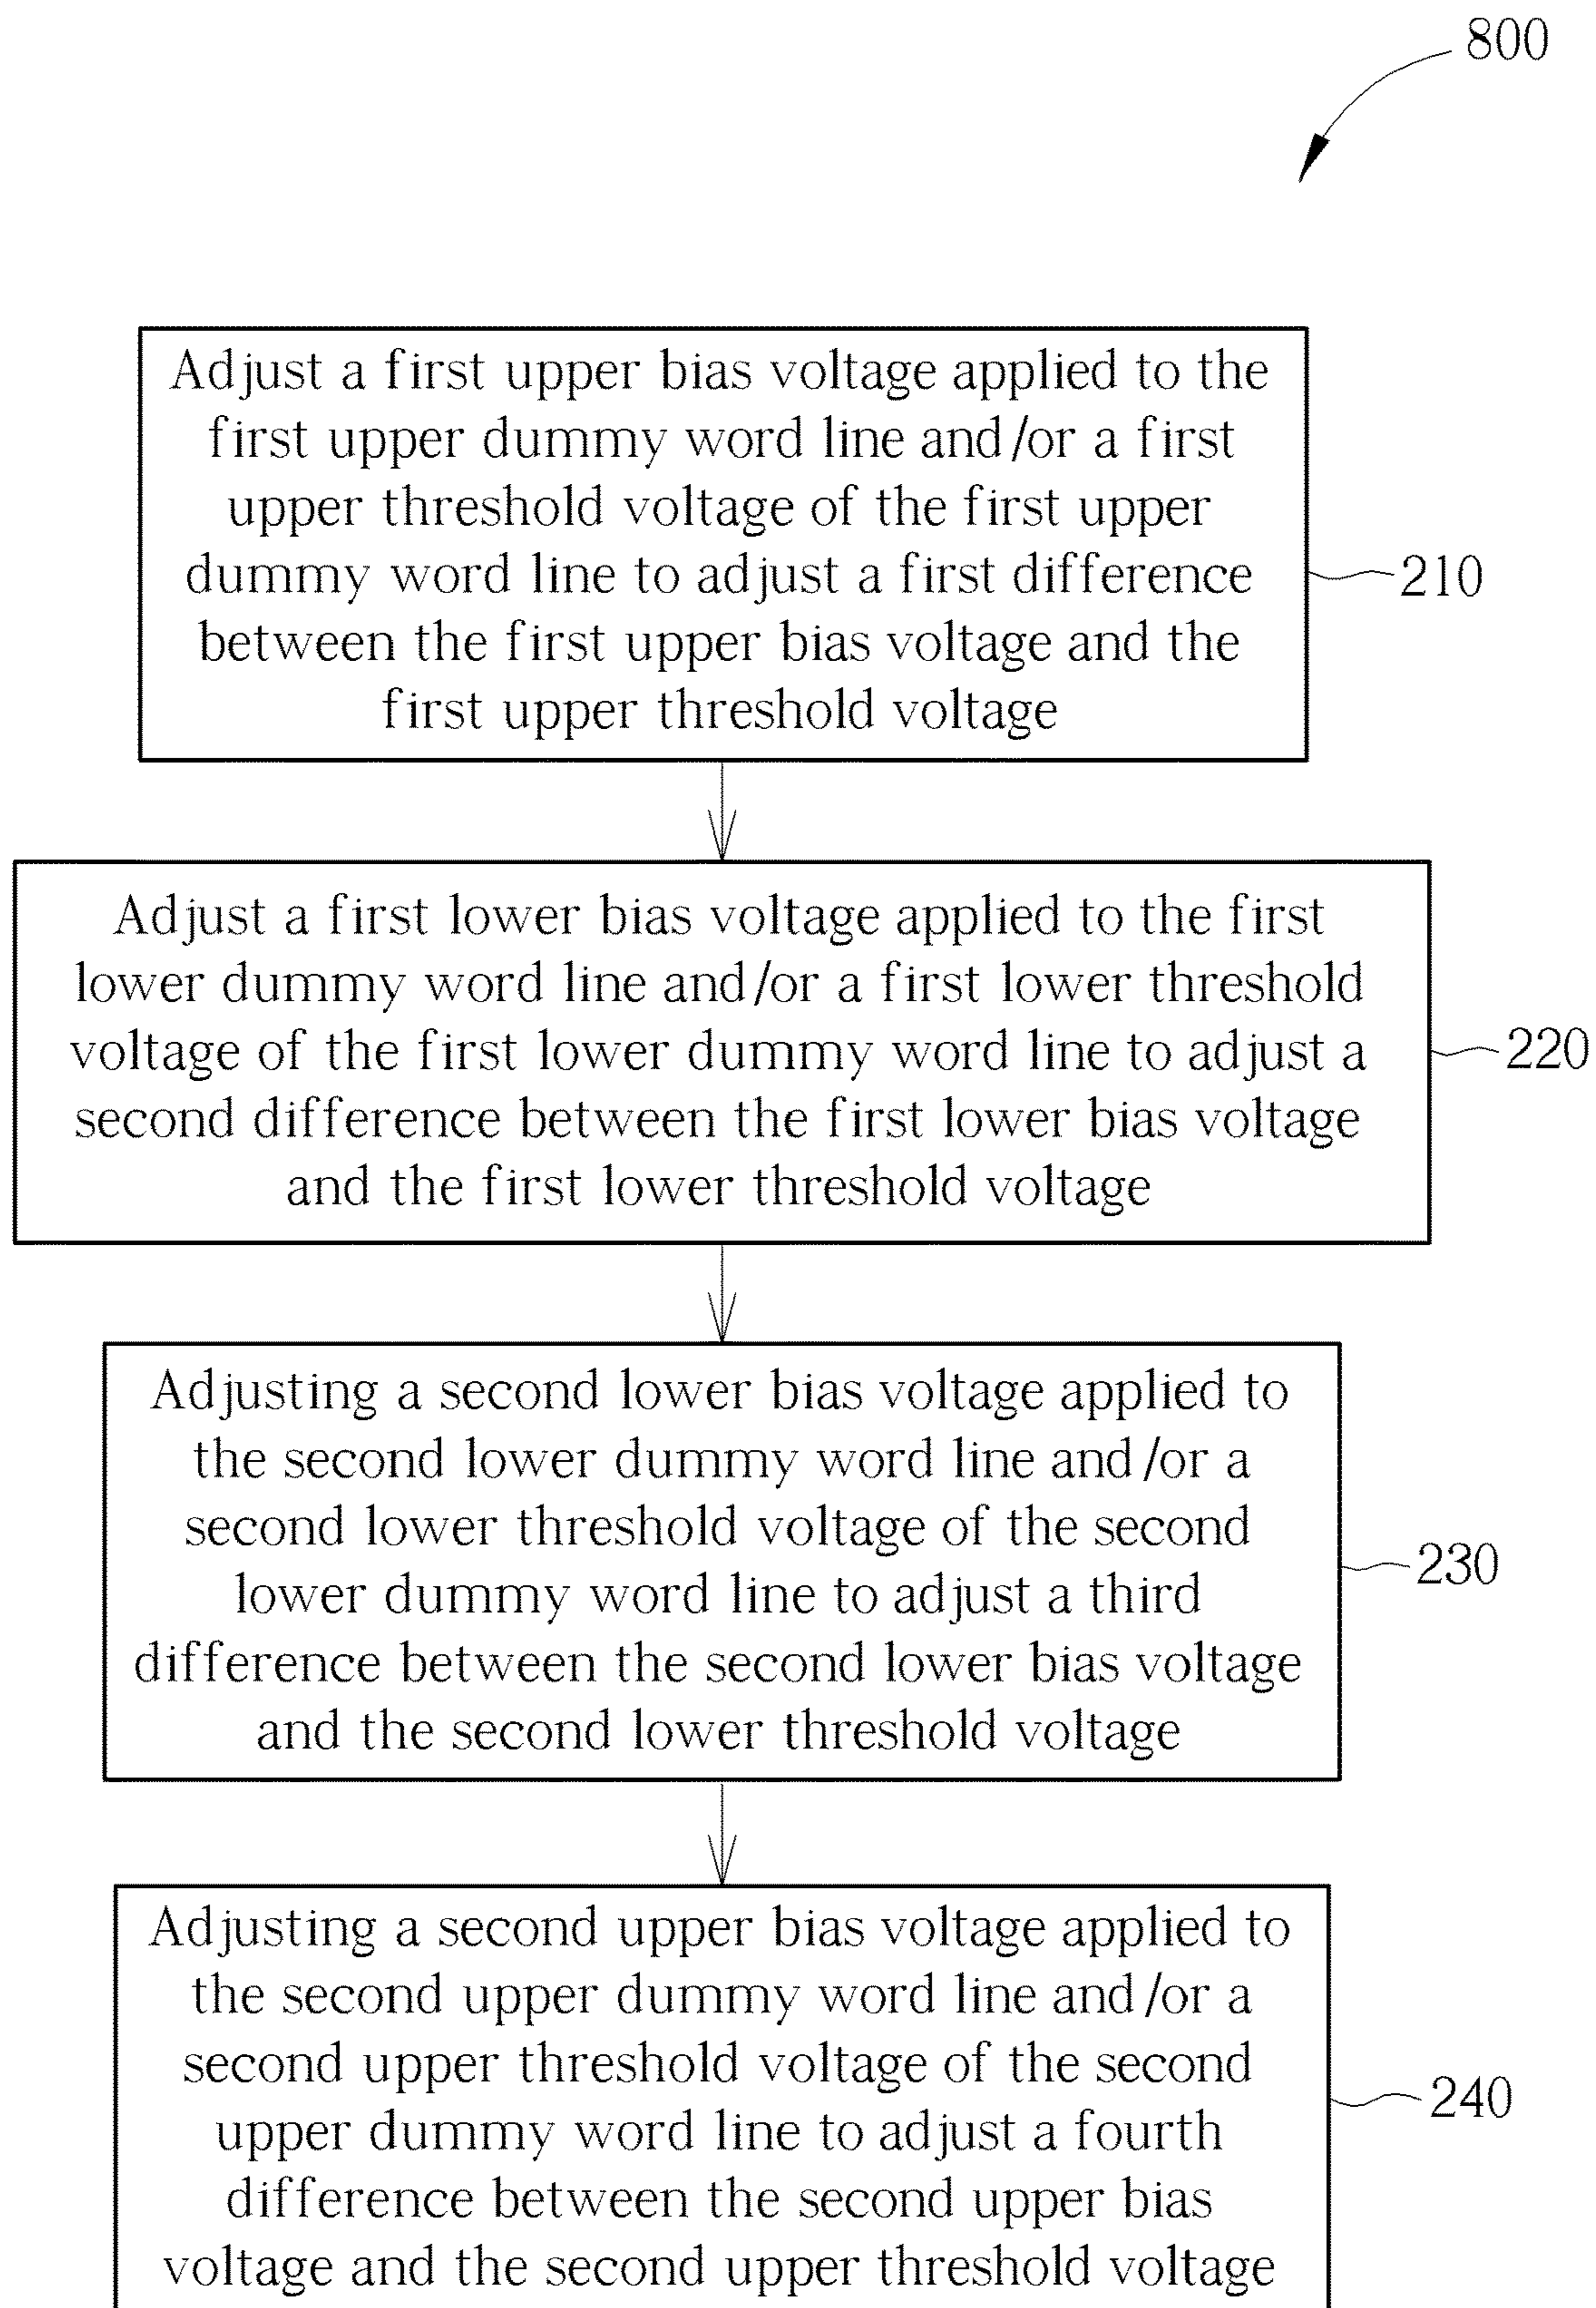 800
Adjust a first upper bias voltage applied to the
first upper dummy word line and/or a first
upper threshold voltage of the first upper
dummy word line to adjust a first difference
between the first upper bias voltage and the
first upper threshold voltage
210
Adjust a first lower bias voltage applied to the first
lower dummy word line and/or a first lower threshold
voltage of the first lower dummy word line to adjust a
second difference between the first lower bias voltage
and the first lower threshold voltage
220
Adjusting a second lower bias voltage applied to
the second lower dummy word line and/or a
second lower threshold voltage of the second
lower dummy word line to adjust a third
difference between the second lower bias voltage
and the second lower threshold voltage
230
Adjusting a second upper bias voltage applied to
the second upper dummy word line and/or a
second upper threshold voltage of the second
upper dummy word line to adjust a fourth
difference between the second upper bias
voltage and the second upper threshold voltage
240